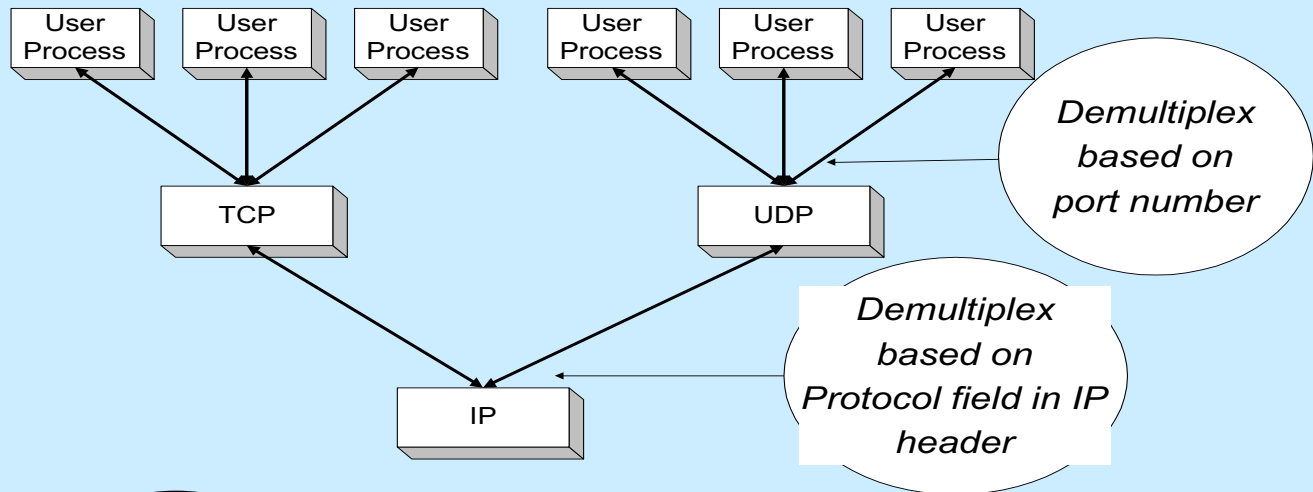 User
Process
User
Process
User
Process
User
Process
User
Process
User
Process
Demultiplex
based on
port number
TCP
UDP
Demultiplex
based on
Protocol field in IP
header
IP